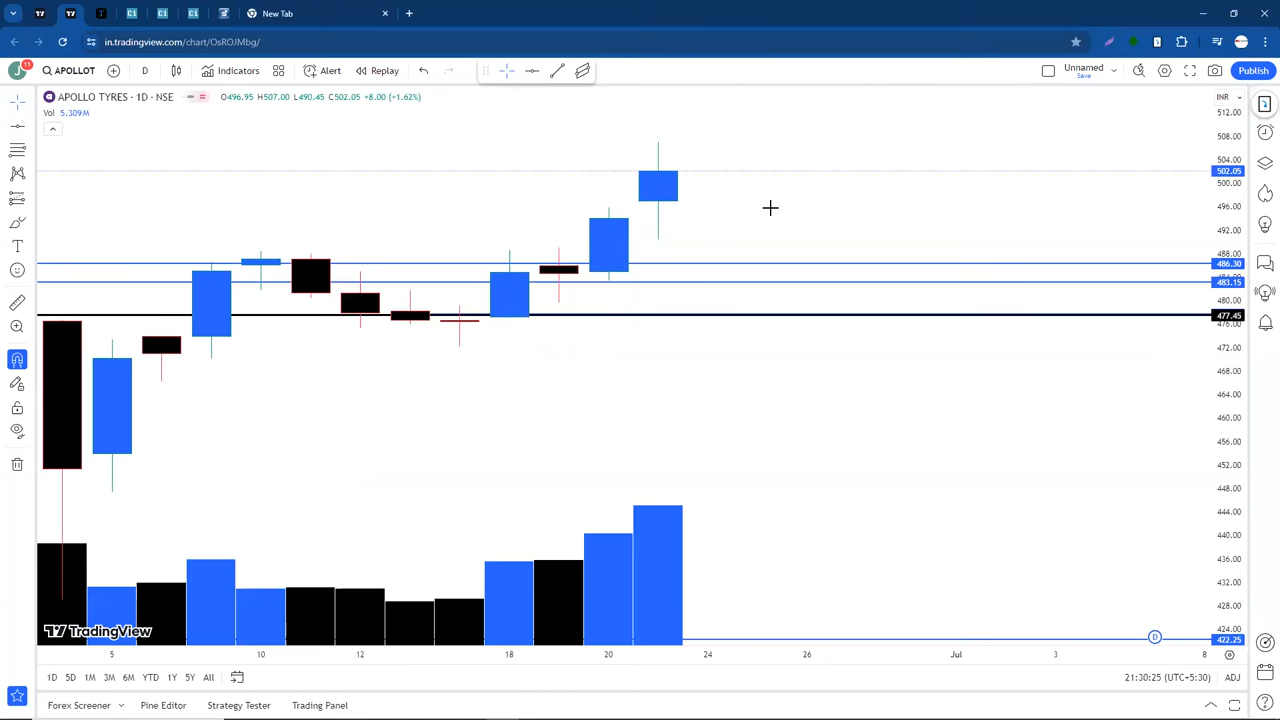 New Tab
in.tradingview.com/chart/OsROJMbg/
J 11 APOLLOT D Indicators Alert Replay Unnamed Save Publish
APOLLO TYRES · 1D · NSE O496.95 H507.00 L490.45 C502.05 +8.00 (+1.62%) INR
Vol 5.309M
512.00
508.00
504.00
502.05
500.00
496.00
492.00
488.00
486.30
483.15
480.00
477.45
476.00
472.00
468.00
464.00
460.00
456.00
452.00
448.00
444.00
440.00
436.00
432.00
428.00
424.00
422.25
TradingView
D
5 10 12 18 20 24 26 Jul 3 8
1D 5D 1M 3M 6M YTD 1Y 5Y All 21:30:25 (UTC+5:30) ADJ
Forex Screener Pine Editor Strategy Tester Trading Panel